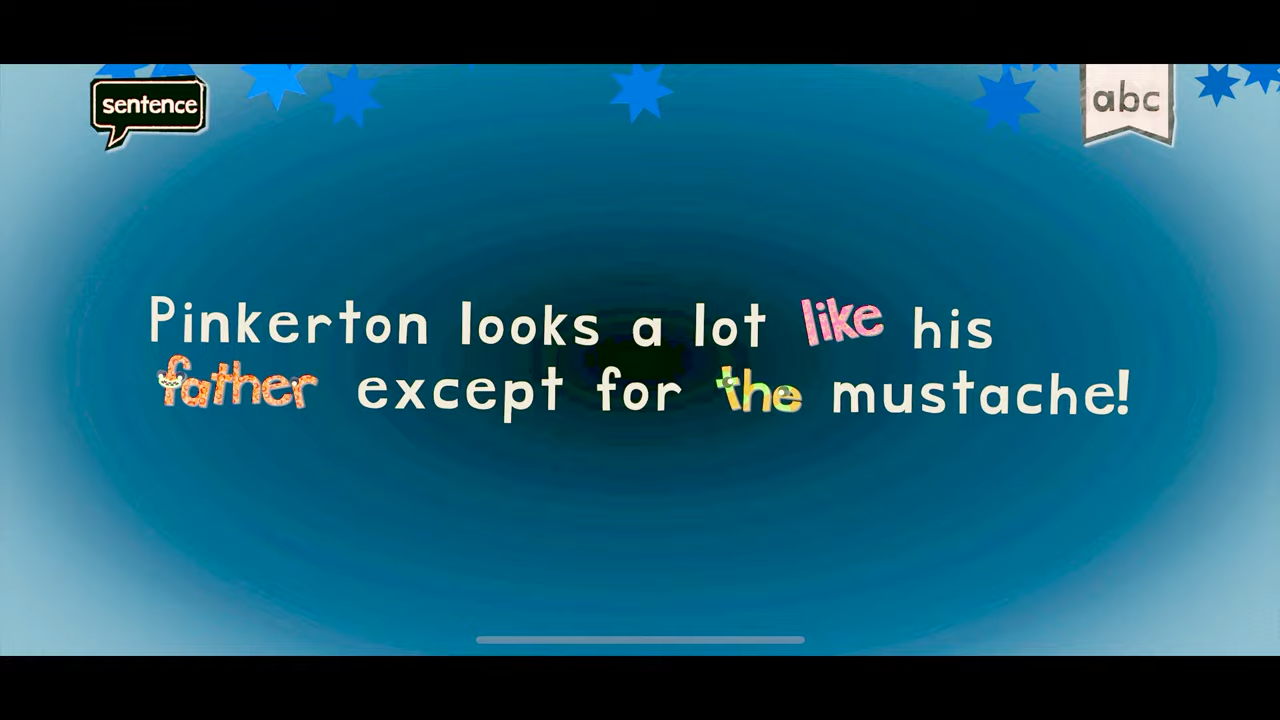 sentence
abc
Pinkerton looks a lot like his
father except for the mustache!